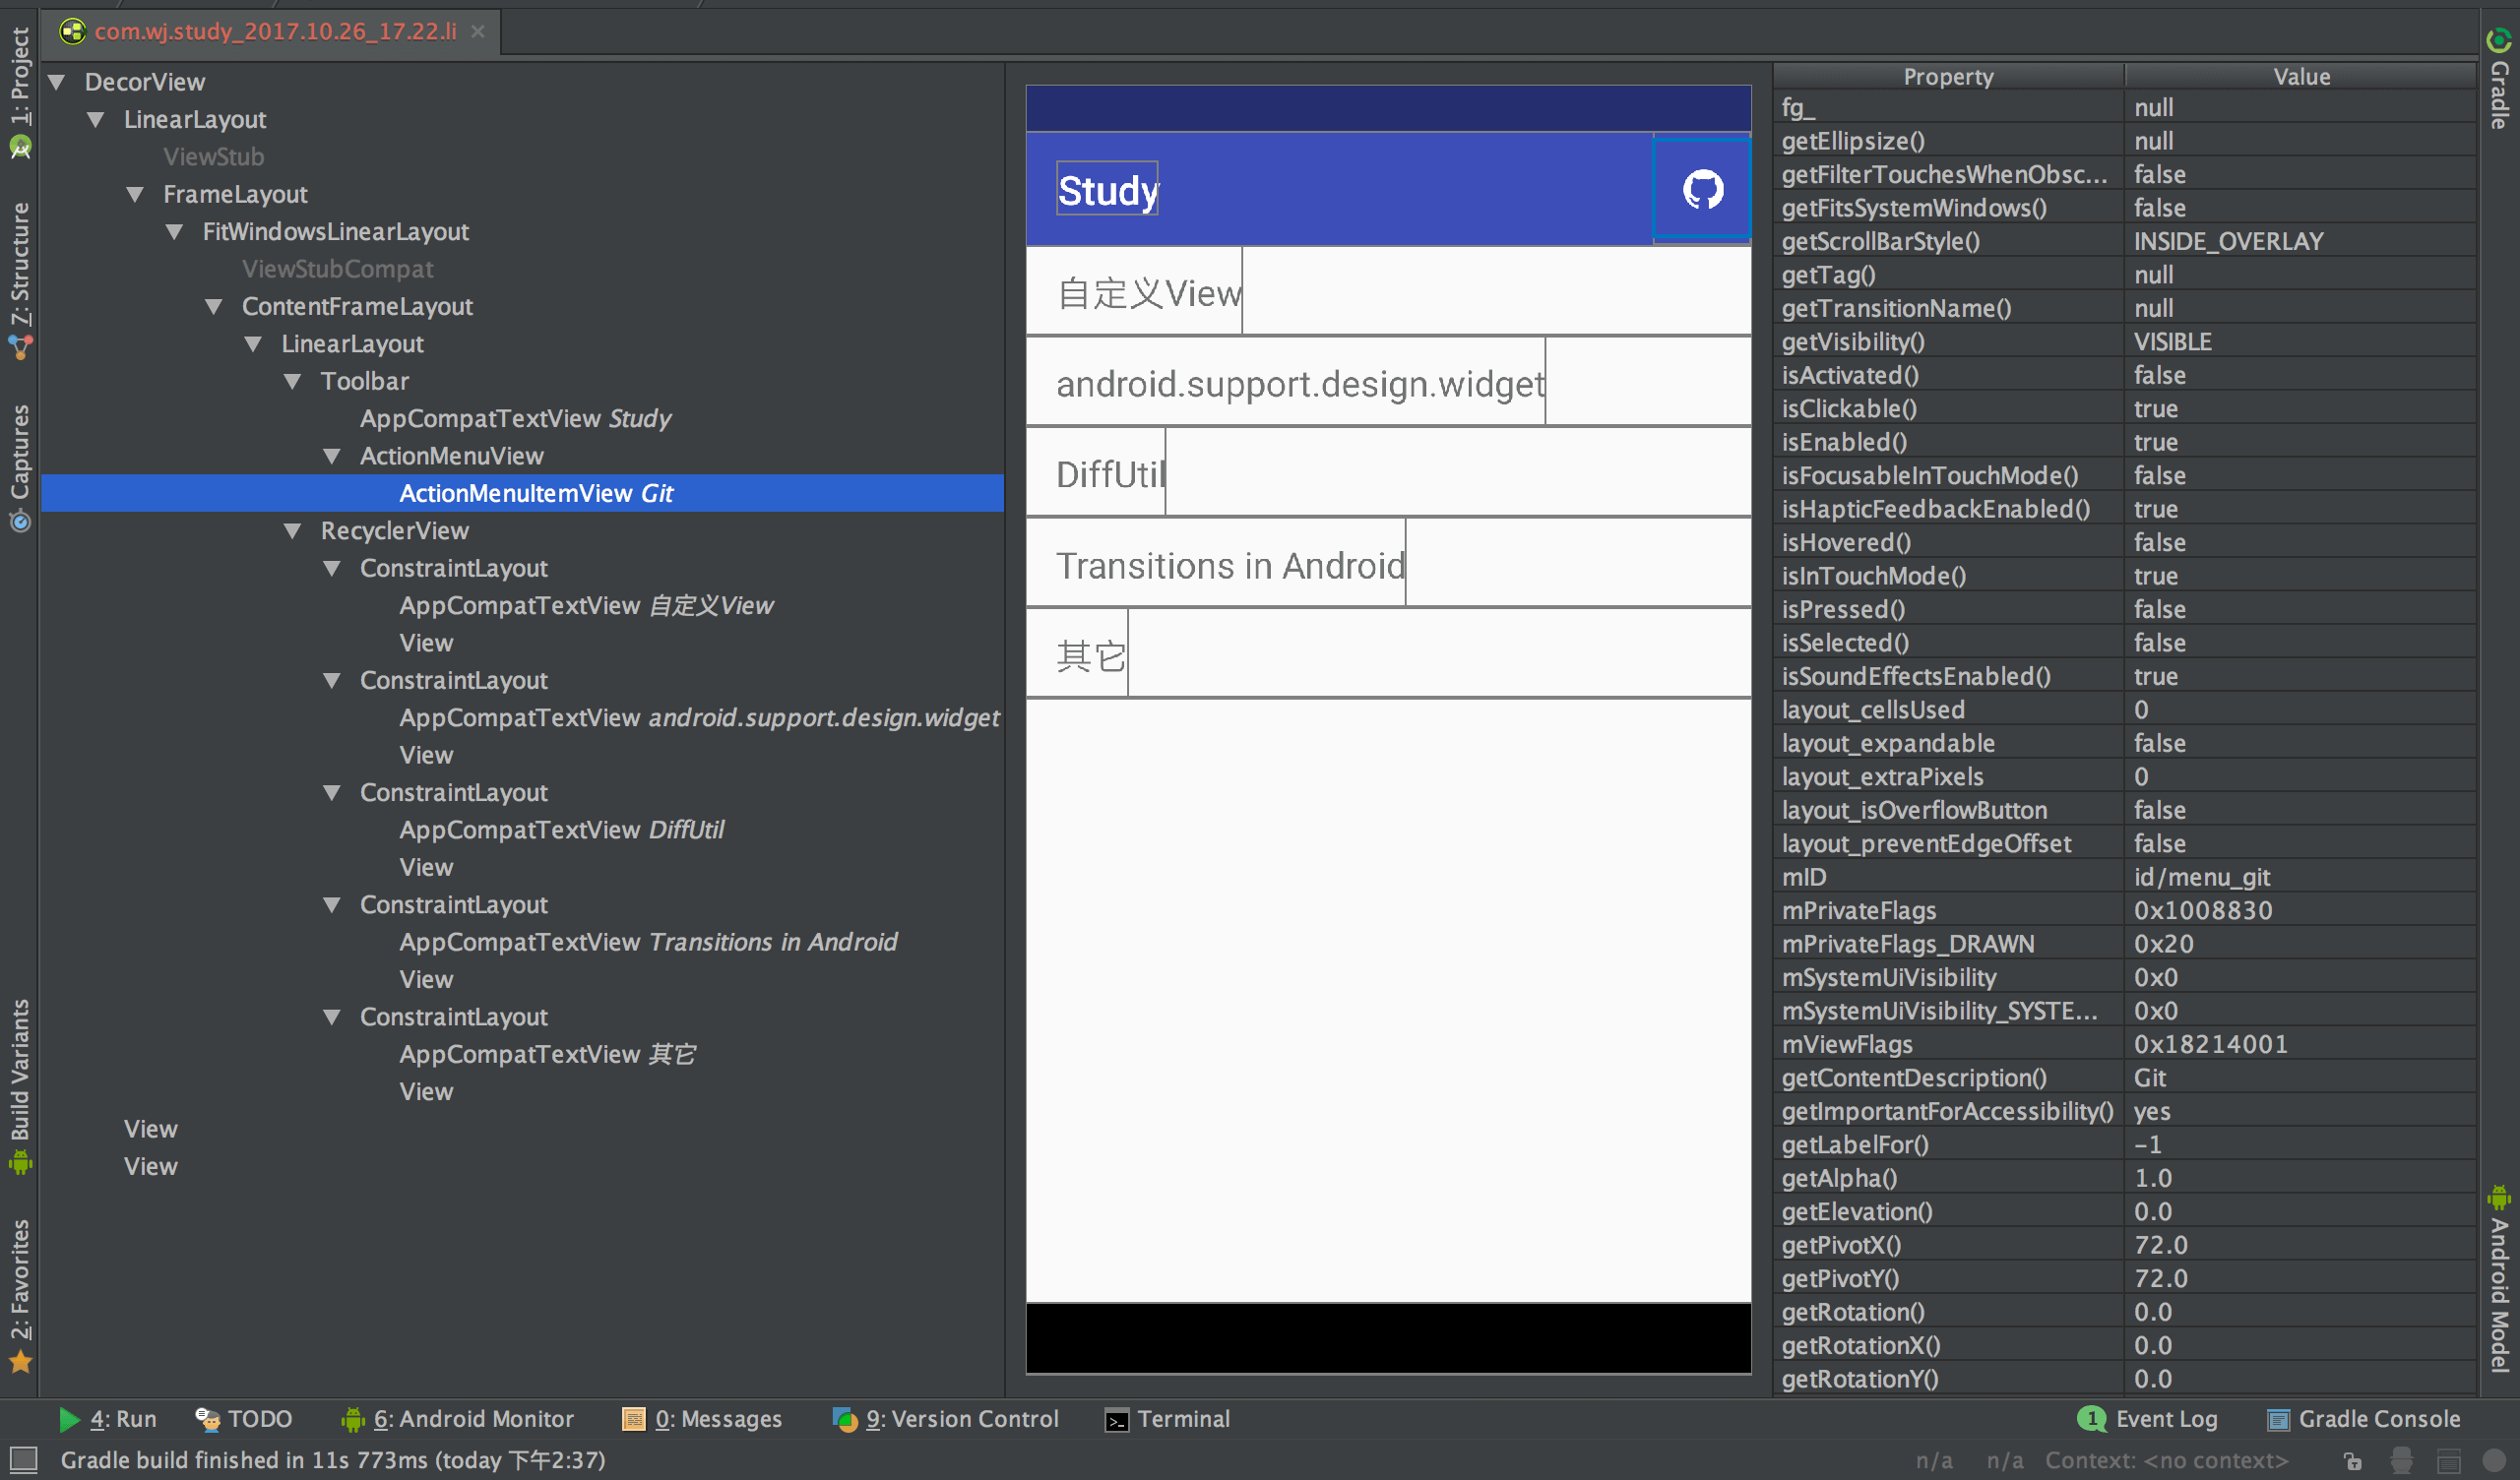 com.wj.study_2017.10.26_17.22.li
1: Project
Z: Structure
Captures
Build Variants
2: Favorites
DecorView
LinearLayout
ViewStub
FrameLayout
FitWindowsLinearLayout
ViewStubCompat
ContentFrameLayout
LinearLayout
Toolbar
AppCompatTextView Study
ActionMenuView
ActionMenuItemView Git
RecyclerView
ConstraintLayout
AppCompatTextView 自定义View
View
ConstraintLayout
AppCompatTextView android.support.design.widget
View
ConstraintLayout
AppCompatTextView DiffUtil
View
ConstraintLayout
AppCompatTextView Transitions in Android
View
ConstraintLayout
AppCompatTextView 其它
View
View
View
Study
自定义View
android.support.design.widget
DiffUtil
Transitions in Android
其它
Property Value
fg_ null
getEllipsize() null
getFilterTouchesWhenObsc... false
getFitsSystemWindows() false
getScrollBarStyle() INSIDE_OVERLAY
getTag() null
getTransitionName() null
getVisibility() VISIBLE
isActivated() false
isClickable() true
isEnabled() true
isFocusableInTouchMode() false
isHapticFeedbackEnabled() true
isHovered() false
isInTouchMode() true
isPressed() false
isSelected() false
isSoundEffectsEnabled() true
layout_cellsUsed 0
layout_expandable false
layout_extraPixels 0
layout_isOverflowButton false
layout_preventEdgeOffset false
mID id/menu_git
mPrivateFlags 0x1008830
mPrivateFlags_DRAWN 0x20
mSystemUiVisibility 0x0
mSystemUiVisibility_SYSTE... 0x0
mViewFlags 0x18214001
getContentDescription() Git
getImportantForAccessibility() yes
getLabelFor() -1
getAlpha() 1.0
getElevation() 0.0
getPivotX() 72.0
getPivotY() 72.0
getRotation() 0.0
getRotationX() 0.0
getRotationY() 0.0
Gradle
Android Model
4: Run TODO 6: Android Monitor 0: Messages 9: Version Control Terminal 1 Event Log Gradle Console
Gradle build finished in 11s 773ms (today 下午2:37) n/a n/a Context: <no context>